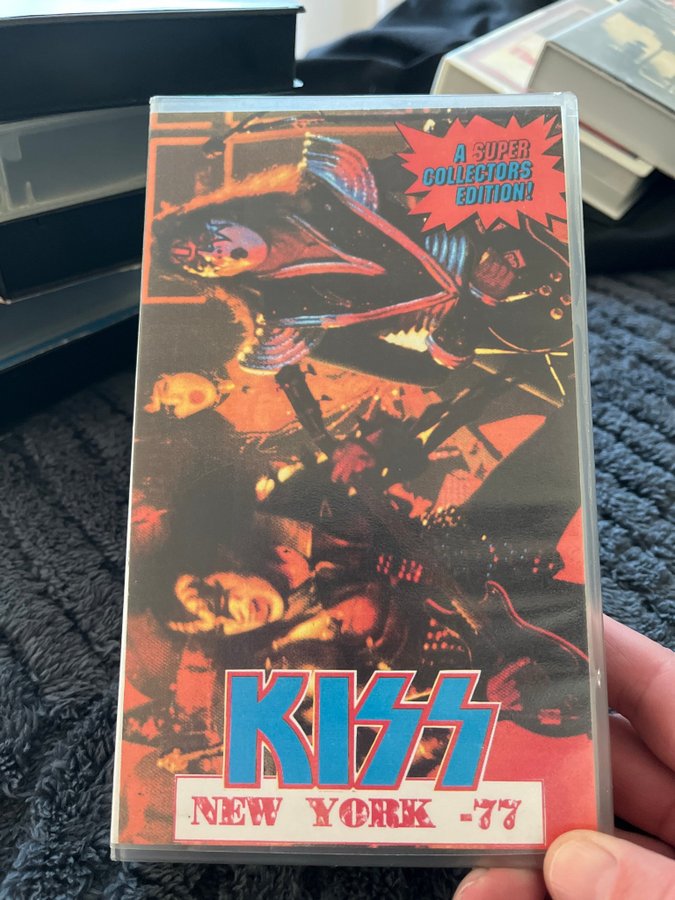 A SUPER
COLLECTORS
EDITION!
KISS
NEW YORK -77